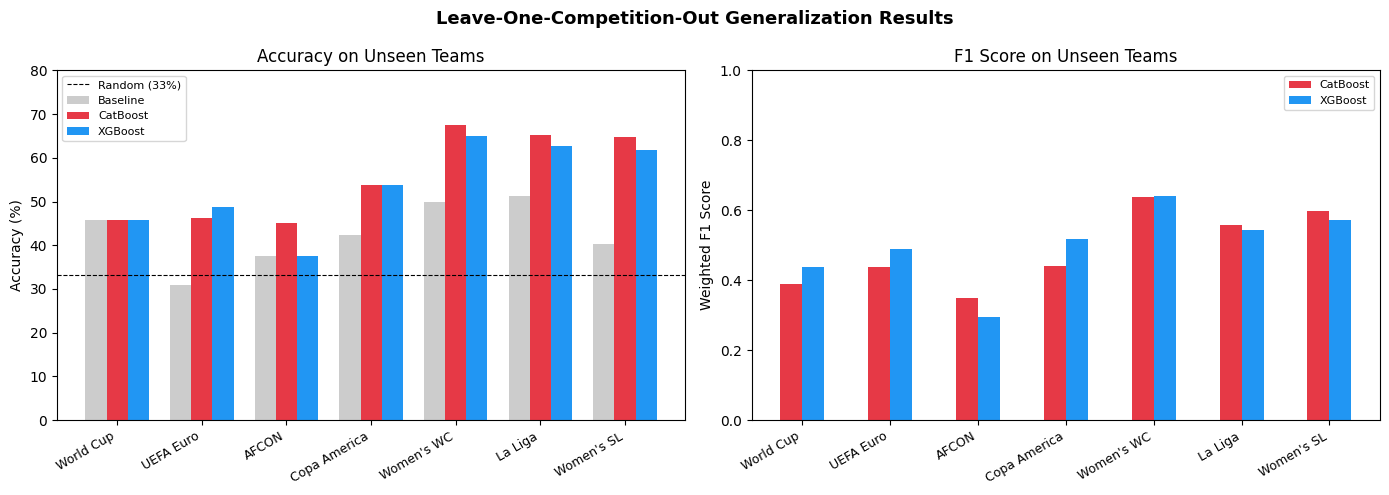 Leave-One-Competition-Out Generalization Results
Accuracy on Unseen Teams
Accuracy (%)
80
70
60
50
40
30
20
10
0
Random (33%)
Baseline
CatBoost
XGBoost
World Cup
UEFA Euro
AFCON
Copa America
Women's WC
La Liga
Women's SL
F1 Score on Unseen Teams
Weighted F1 Score
1.0
0.8
0.6
0.4
0.2
0.0
CatBoost
XGBoost
World Cup
UEFA Euro
AFCON
Copa America
Women's WC
La Liga
Women's SL